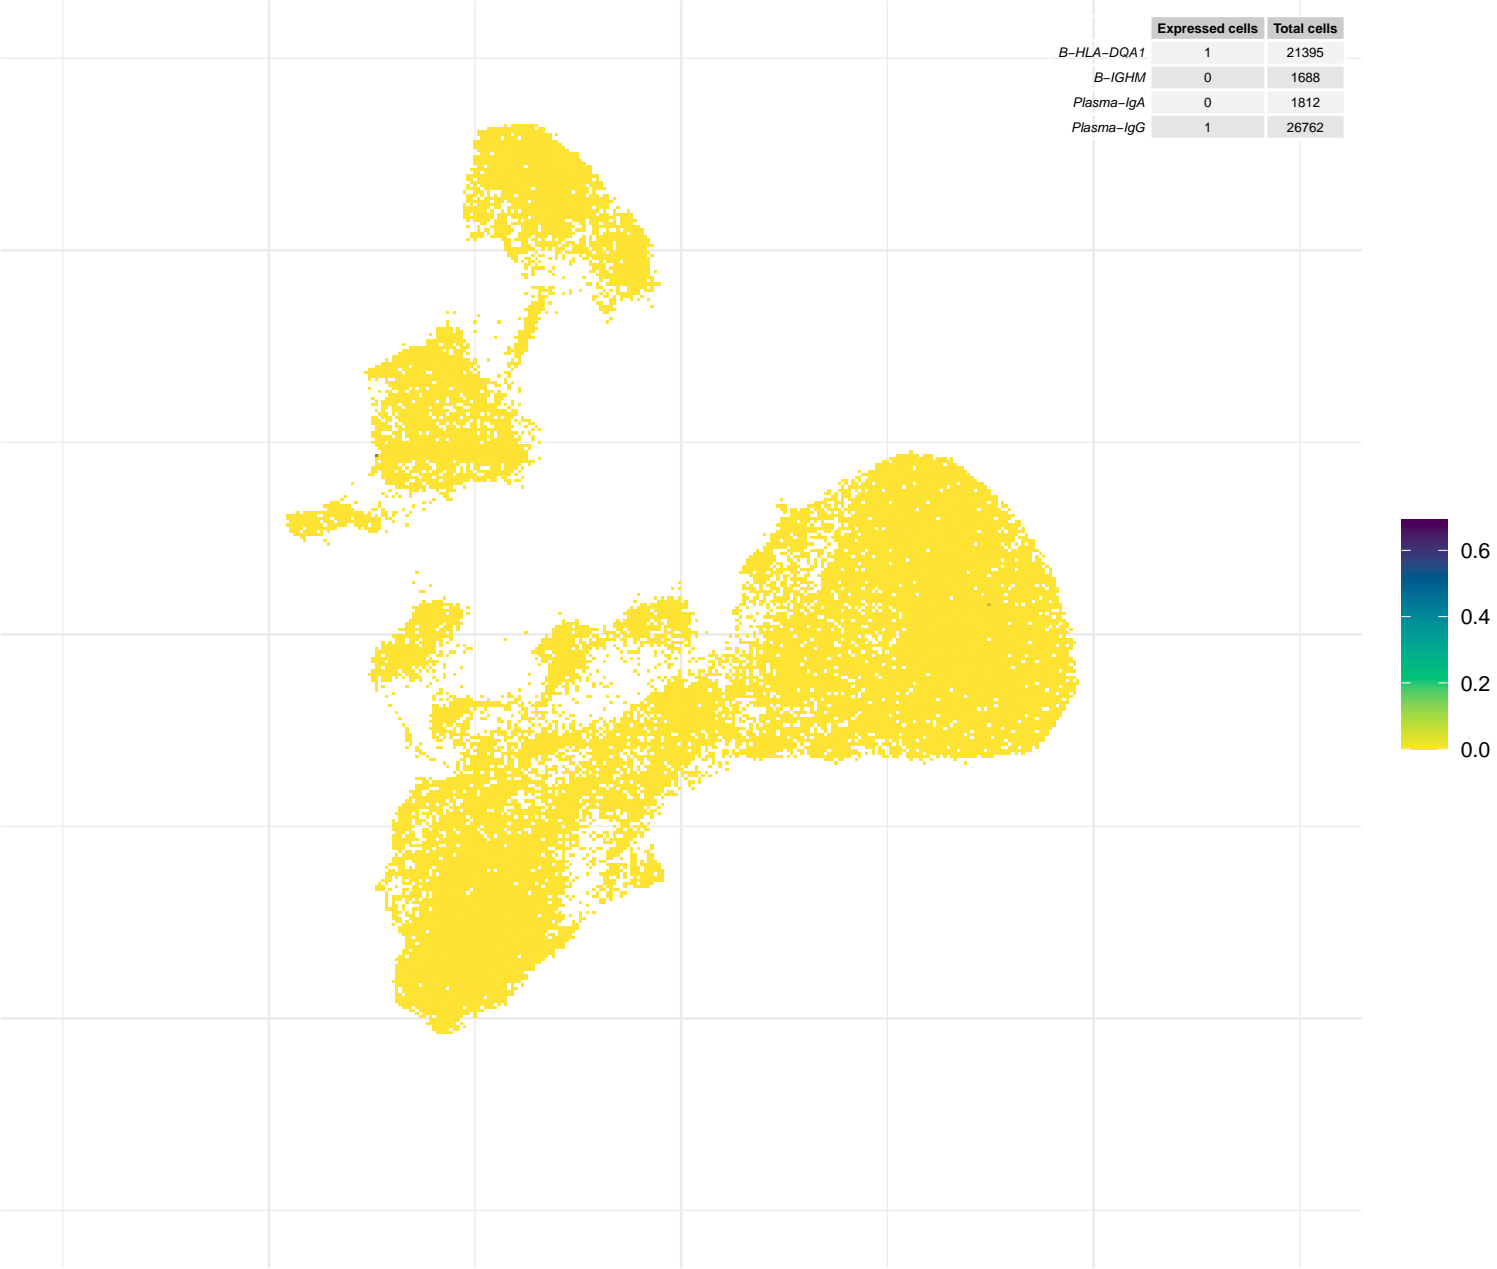 Expressed cells Total cells
B−HLA−DQA1 1 21395
B−IGHM 0 1688
Plasma−IgA 0 1812
Plasma−IgG 1 26762
0.6
0.4
0.2
0.0